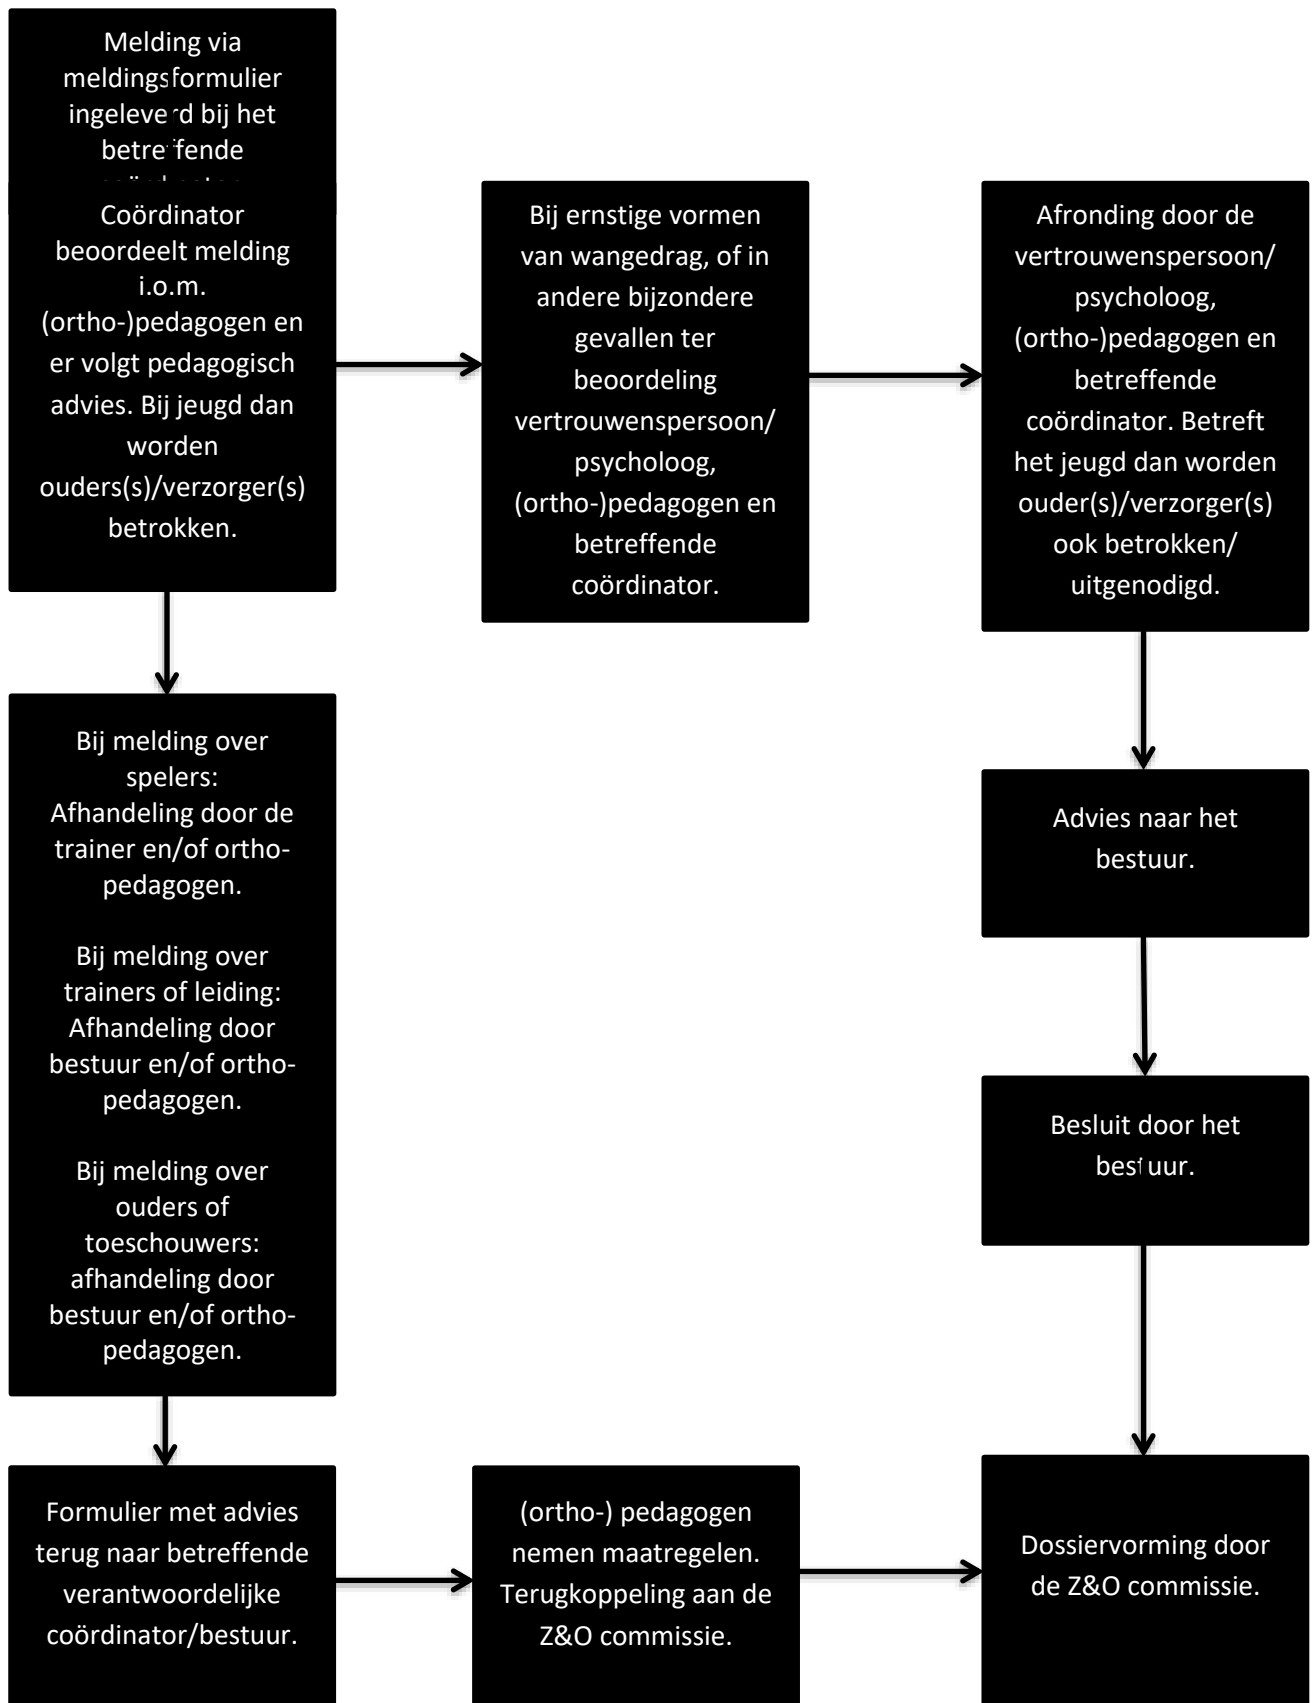 Melding via
meldingsformulier
ingeleverd bij het
betreffende
Coördinator
beoordeelt melding
i.o.m.
(ortho-)pedagogen en
er volgt pedagogisch
advies. Bij jeugd dan
worden
ouders(s)/verzorger(s)
betrokken.
Bij ernstige vormen
van wangedrag, of in
andere bijzondere
gevallen ter
beoordeling
vertrouwenspersoon/
psycholoog,
(ortho-)pedagogen en
betreffende
coördinator.
Afronding door de
vertrouwenspersoon/
psycholoog,
(ortho-)pedagogen en
betreffende
coördinator. Betreft
het jeugd dan worden
ouder(s)/verzorger(s)
ook betrokken/
uitgenodigd.
Bij melding over
spelers:
Afhandeling door de
trainer en/of ortho-
pedagogen.
Bij melding over
trainers of leiding:
Afhandeling door
bestuur en/of ortho-
pedagogen.
Bij melding over
ouders of
toeschouwers:
afhandeling door
bestuur en/of ortho-
pedagogen.
Advies naar het
bestuur.
Besluit door het
bestuur.
Formulier met advies
terug naar betreffende
verantwoordelijke
coördinator/bestuur.
(ortho-) pedagogen
nemen maatregelen.
Terugkoppeling aan de
Z&O commissie.
Dossiervorming door
de Z&O commissie.